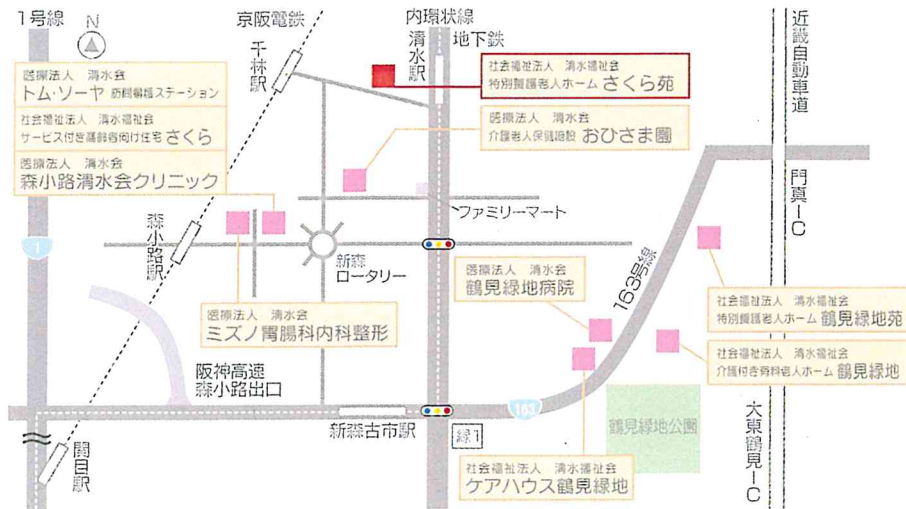 1号線
京阪電鉄
内環状線
地下鉄
清水駅
千林駅
近畿自動車道
N
医療法人 清水会
トム・ソーヤ 訪問看護ステーション
社会福祉法人 清水福祉会
サービス付き高齢者向け住宅 さくら
医療法人 清水会
森小路清水会クリニック
社会福祉法人 清水福祉会
特別養護老人ホーム さくら苑
医療法人 清水会
介護老人保健施設 おひさま園
ファミリーマート
門真IC
1
森小路駅
新森
ロータリー
163号線
医療法人 清水会
鶴見緑地病院
医療法人 清水会
ミズノ胃腸科内科整形
社会福祉法人 清水福祉会
特別養護老人ホーム 鶴見緑地苑
社会福祉法人 清水福祉会
介護付き有料老人ホーム 鶴見緑地
阪神高速
森小路出口
163
新森古市駅
緑1
鶴見緑地公園
関目駅
社会福祉法人 清水福祉会
ケアハウス鶴見緑地
大東鶴見IC